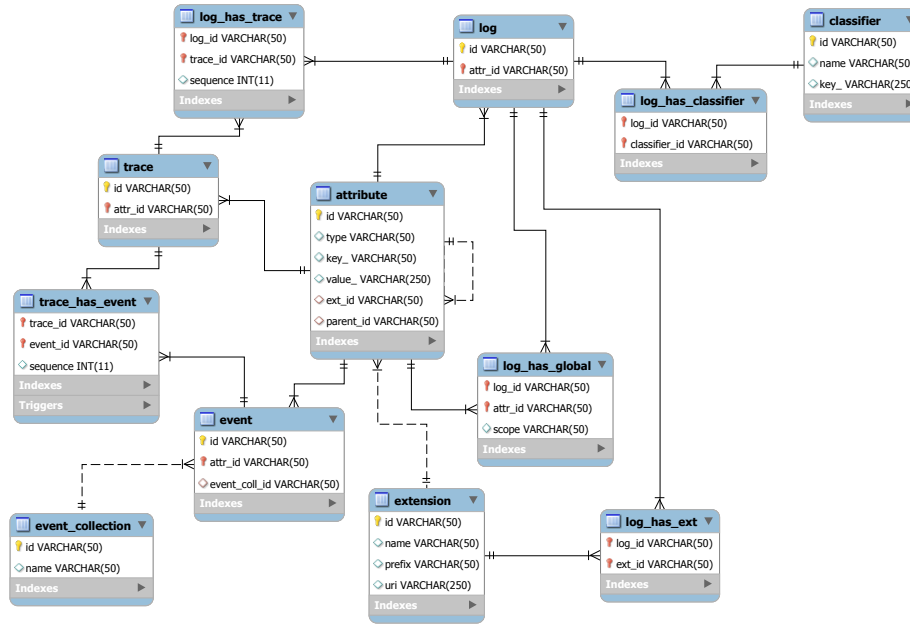 log_has_trace
log_id VARCHAR(50)
trace_id VARCHAR(50)
sequence INT(11)
Indexes
log
id VARCHAR(50)
attr_id VARCHAR(50)
Indexes
classifier
id VARCHAR(50)
name VARCHAR(50
key_ VARCHAR(250
Indexes
log_has_classifier
log_id VARCHAR(50)
classifier_id VARCHAR(50)
Indexes
trace
id VARCHAR(50)
attr_id VARCHAR(50)
Indexes
attribute
id VARCHAR(50)
type VARCHAR(50)
key_ VARCHAR(50)
value_ VARCHAR(250)
ext_id VARCHAR(50)
parent_id VARCHAR(50)
Indexes
trace_has_event
trace_id VARCHAR(50)
event_id VARCHAR(50)
sequence INT(11)
Indexes
Triggers
log_has_global
log_id VARCHAR(50)
attr_id VARCHAR(50)
scope VARCHAR(50)
Indexes
event
id VARCHAR(50)
attr_id VARCHAR(50)
event_coll_id VARCHAR(50)
Indexes
event_collection
id VARCHAR(50)
name VARCHAR(50)
Indexes
extension
id VARCHAR(50)
name VARCHAR(50)
prefix VARCHAR(50)
uri VARCHAR(250)
Indexes
log_has_ext
log_id VARCHAR(50)
ext_id VARCHAR(50)
Indexes